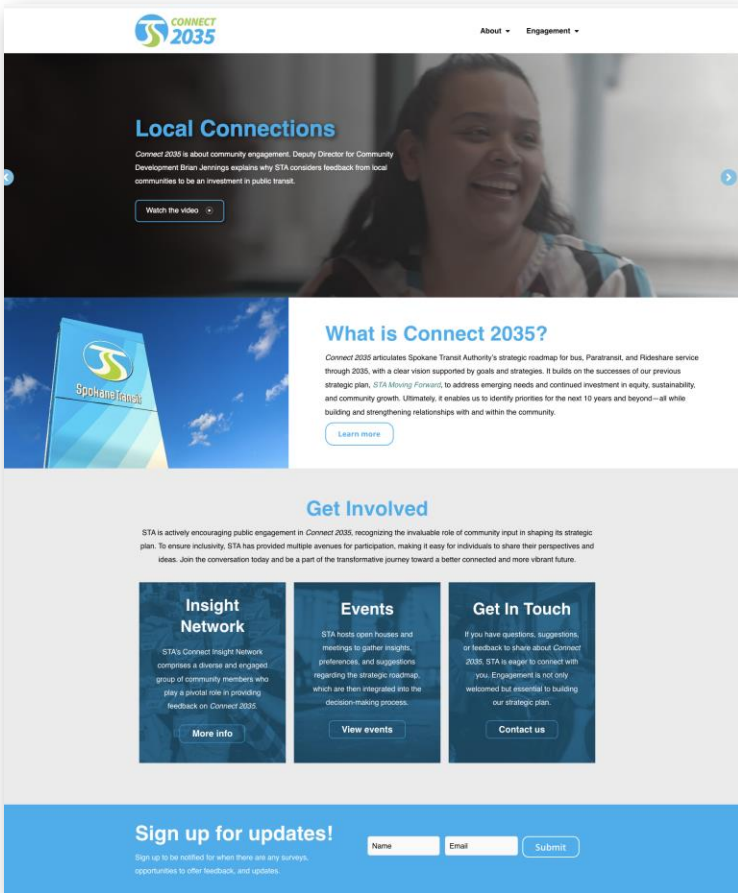 CONNECT
2035
About
Engagement
Local Connections
Connect 2035 is about community engagement. Deputy Director for Community
Development Brian Jennings explains why STA considers feedback from local
communities to be an investment in public transit.
Watch the video
Spokane Transit
What is Connect 2035?
Connect 2035 articulates Spokane Transit Authority's strategic roadmap for bus, Paratransit, and Rideshare service
through 2035, with a clear vision supported by goals and strategies. It builds on the successes of our previous
strategic plan, STA Moving Forward, to address emerging needs and continued investment in equity, sustainability,
and community growth. Ultimately, it enables us to identify priorities for the next 10 years and beyond—all while
building and strengthening relationships with and within the community.
Learn more
Get Involved
STA is actively encouraging public engagement in Connect 2035, recognizing the invaluable role of community input in shaping its strategic
plan. To ensure inclusivity, STA has provided multiple avenues for participation, making it easy for individuals to share their perspectives and
ideas. Join the conversation today and be a part of the transformative journey toward a better connected and more vibrant future.
Insight
Network
STA's Connect Insight Network
comprises a diverse and engaged
group of community members who
play a pivotal role in providing
feedback on Connect 2035.
More info
Events
STA hosts open houses and
meetings to gather insights,
preferences, and suggestions
regarding the strategic roadmap,
which are then integrated into the
decision-making process.
View events
Get In Touch
If you have questions, suggestions,
or feedback to share about Connect
2035, STA is eager to connect with
you. Engagement is not only
welcomed but essential to building
our strategic plan.
Contact us
Sign up for updates!
Sign up to be notified for when there are any surveys,
opportunities to offer feedback, and updates.
Name
Email
Submit